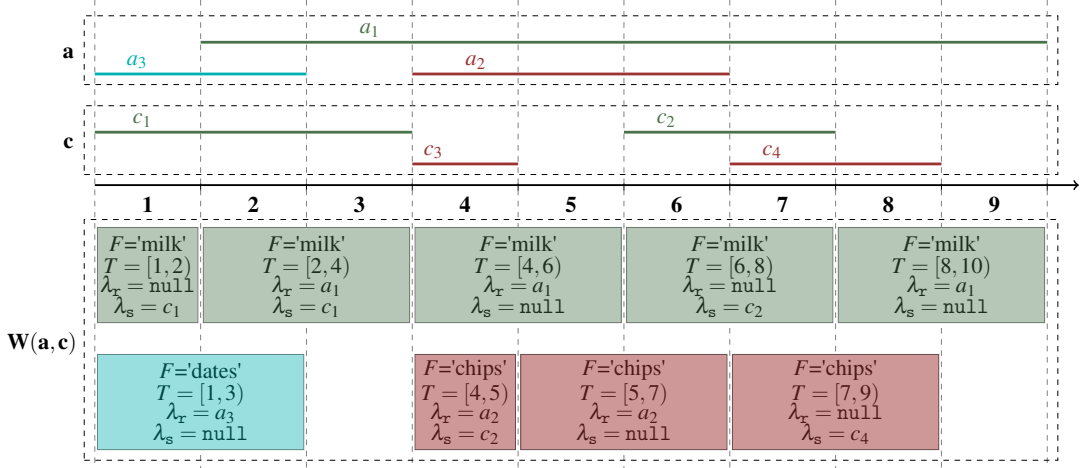 a₁
a
a₃ a₂
c₁ c₂
c
c₃ c₄
1 2 3 4 5 6 7 8 9
F='milk' F='milk' F='milk' F='milk' F='milk'
T = [1,2) T = [2,4) T = [4,6) T = [6,8) T = [8,10)
λᵣ = null λᵣ = a₁ λᵣ = a₁ λᵣ = null λᵣ = a₁
λₛ = c₁ λₛ = c₁ λₛ = null λₛ = c₂ λₛ = null
W(a,c)
F='dates' F='chips' F='chips' F='chips'
T = [1,3) T = [4,5) T = [5,7) T = [7,9)
λᵣ = a₃ λᵣ = a₂ λᵣ = a₂ λᵣ = null
λₛ = null λₛ = c₂ λₛ = null λₛ = c₄